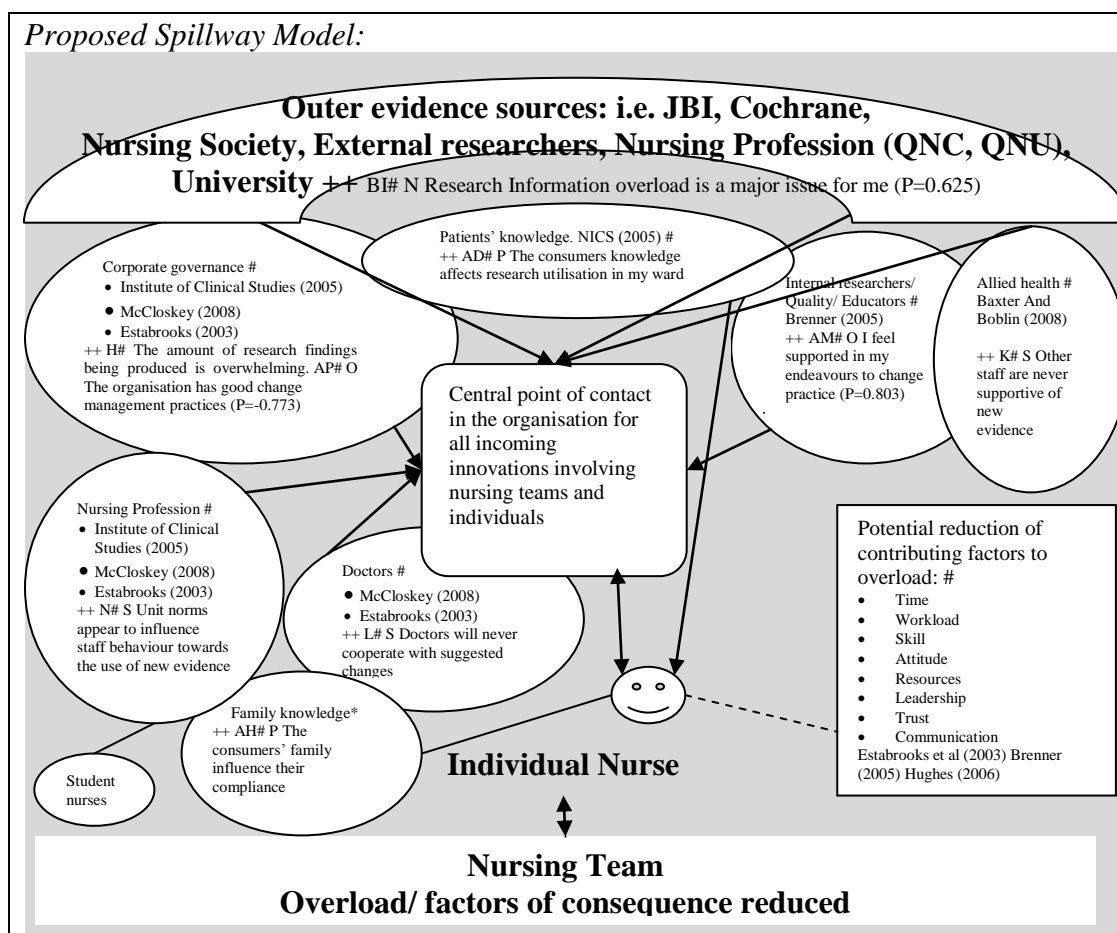 Proposed Spillway Model:
Outer evidence sources: i.e. JBI, Cochrane,
Nursing Society, External researchers, Nursing Profession (QNC, QNU),
University ++ BI# N Research Information overload is a major issue for me (P=0.625)
Patients' knowledge. NICS (2005) #
++ AD# P The consumers knowledge
affects research utilisation in my ward
Corporate governance #
• Institute of Clinical Studies (2005)
• McCloskey (2008)
• Estabrooks (2003)
++ H# The amount of research findings
being produced is overwhelming. AP# O
The organisation has good change
management practices (P=-0.773)
Internal researchers/
Quality/ Educators #
Brenner (2005)
++ AM# O I feel
supported in my
endeavours to change
practice (P=0.803)
Allied health #
Baxter And
Boblin (2008)
++ K# S Other
staff are never
supportive of
new
evidence
Central point of contact
in the organisation for
all incoming
innovations involving
nursing teams and
individuals
Nursing Profession #
• Institute of Clinical
Studies (2005)
• McCloskey (2008)
• Estabrooks (2003)
++ N# S Unit norms
appear to influence
staff behaviour towards
the use of new evidence
Doctors #
• McCloskey (2008)
• Estabrooks (2003)
++ L# S Doctors will never
cooperate with suggested
changes
Potential reduction of
contributing factors to
overload: #
• Time
• Workload
• Skill
• Attitude
• Resources
• Leadership
• Trust
• Communication
Estabrooks et al (2003) Brenner
(2005) Hughes (2006)
Family knowledge*
++ AH# P The
consumers' family
influence their
compliance
Student
nurses
Individual Nurse
Nursing Team
Overload/ factors of consequence reduced